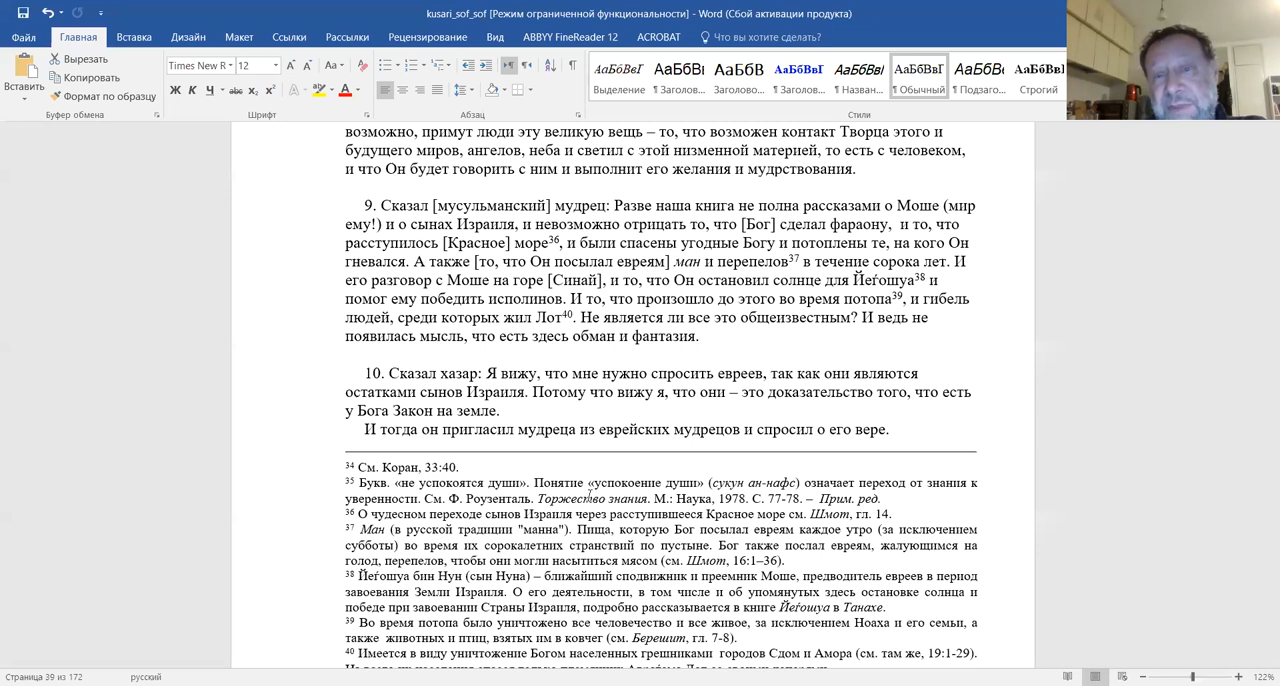 kusari_sof_sof [Режим ограниченной функциональности] - Word (Сбой активации продукта)
Файл Главная Вставка Дизайн Макет Ссылки Рассылки Рецензирование Вид ABBYY FineReader 12 ACROBAT Что вы хотите сделать?
Вставить
Вырезать
Копировать
Формат по образцу
Буфер обмена
Times New R 12
Ж К Ч abc x₂ x²
Шрифт
Абзац
АаБбВвГ АаБбВ АаБбВ АаБбВвГ АаБбВвІ АаБбВвГ АаБбВ АаБбВвГ
Выделение ¶ Заголов... Заголово... ¶ Заголов... ¶ Назван... ¶ Обычный ¶ Подзаго... Строгий
Стили
возможно, примут люди эту великую вещь – то, что возможен контакт Творца этого и
будущего миров, ангелов, неба и светил с этой низменной материей, то есть с человеком,
и что Он будет говорить с ним и выполнит его желания и мудрствования.
9. Сказал [мусульманский] мудрец: Разве наша книга не полна рассказами о Моше (мир
ему!) и о сынах Израиля, и невозможно отрицать то, что [Бог] сделал фараону, и то, что
расступилось [Красное] море³⁶, и были спасены угодные Богу и потоплены те, на кого Он
гневался. А также [то, что Он посылал евреям] ман и перепелов³⁷ в течение сорока лет. И
его разговор с Моше на горе [Синай], и то, что Он остановил солнце для Йеѓошуа³⁸ и
помог ему победить исполинов. И то, что произошло до этого во время потопа³⁹, и гибель
людей, среди которых жил Лот⁴⁰. Не является ли все это общеизвестным? И ведь не
появилась мысль, что есть здесь обман и фантазия.
10. Сказал хазар: Я вижу, что мне нужно спросить евреев, так как они являются
остатками сынов Израиля. Потому что вижу я, что они – это доказательство того, что есть
у Бога Закон на земле.
И тогда он пригласил мудреца из еврейских мудрецов и спросил о его вере.
³⁴ См. Коран, 33:40.
³⁵ Букв. «не успокоятся души». Понятие «успокоение души» (сукун ан-нафс) означает переход от знания к
уверенности. См. Ф. Роузенталь. Торжество знания. М.: Наука, 1978. С. 77-78. – Прим. ред.
³⁶ О чудесном переходе сынов Израиля через расступившееся Красное море см. Шмот, гл. 14.
³⁷ Ман (в русской традиции "манна"). Пища, которую Бог посылал евреям каждое утро (за исключением
субботы) во время их сорокалетних странствий по пустыне. Бог также послал евреям, жалующимся на
голод, перепелов, чтобы они могли насытиться мясом (см. Шмот, 16:1–36).
³⁸ Йеѓошуа бин Нун (сын Нуна) – ближайший сподвижник и преемник Моше, предводитель евреев в период
завоевания Земли Израиля. О его деятельности, в том числе и об упомянутых здесь остановке солнца и
победе при завоевании Страны Израиля, подробно рассказывается в книге Йеѓошуа в Танахе.
³⁹ Во время потопа было уничтожено все человечество и все живое, за исключением Ноаха и его семьи, а
также животных и птиц, взятых им в ковчег (см. Берешит, гл. 7-8).
⁴⁰ Имеется в виду уничтожение Богом населенных грешниками городов Сдом и Амора (см. там же, 19:1-29).
Страница 39 из 172 русский 122%